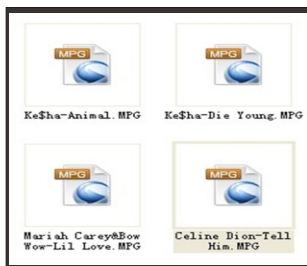 MPG
MPG
Ke$ha-Animal.MPG
Ke$ha-Die Young.MPG
MPG
MPG
Mariah Carey&Bow
Wow-Lil Love.MPG
Celine Dion-Tell
Him.MPG